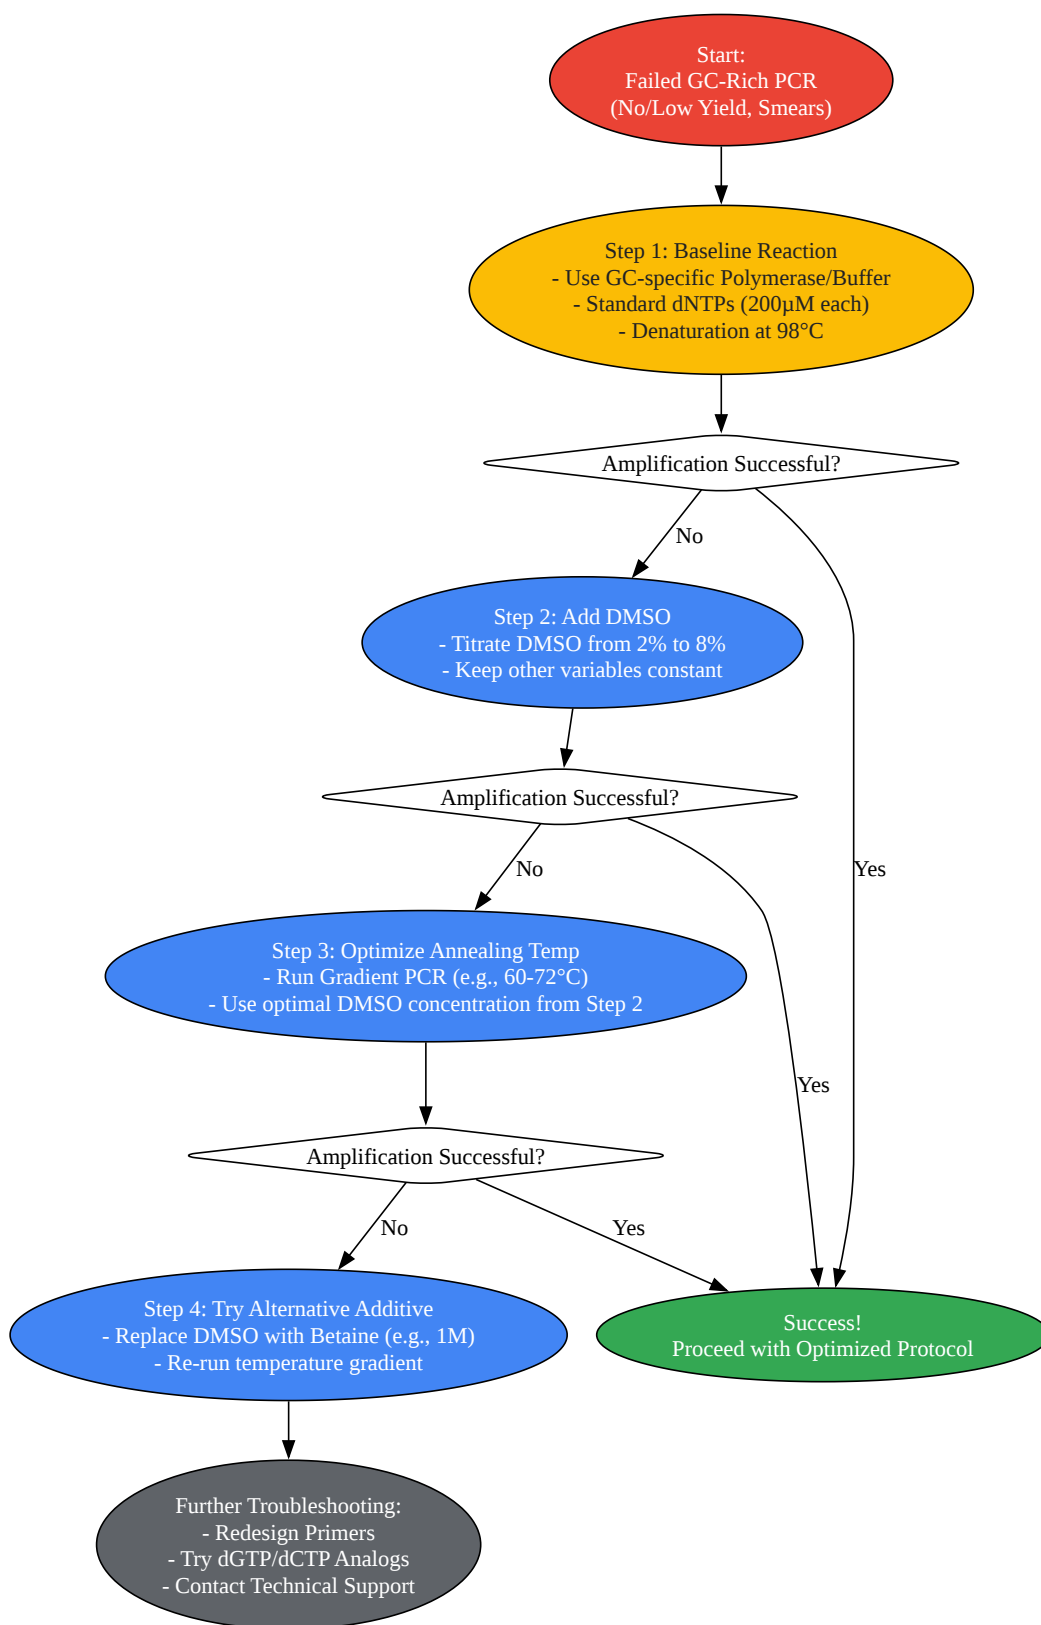 Start:
Failed GC-Rich PCR
(No/Low Yield, Smears)
Step 1: Baseline Reaction
- Use GC-specific Polymerase/Buffer
- Standard dNTPs (200µM each)
- Denaturation at 98°C
Amplification Successful?
No
Step 2: Add DMSO
- Titrate DMSO from 2% to 8%
- Keep other variables constant
Amplification Successful?
No
Yes
Step 3: Optimize Annealing Temp
- Run Gradient PCR (e.g., 60-72°C)
- Use optimal DMSO concentration from Step 2
Yes
Amplification Successful?
No
Yes
Step 4: Try Alternative Additive
- Replace DMSO with Betaine (e.g., 1M)
- Re-run temperature gradient
Success!
Proceed with Optimized Protocol
Further Troubleshooting:
- Redesign Primers
- Try dGTP/dCTP Analogs
- Contact Technical Support